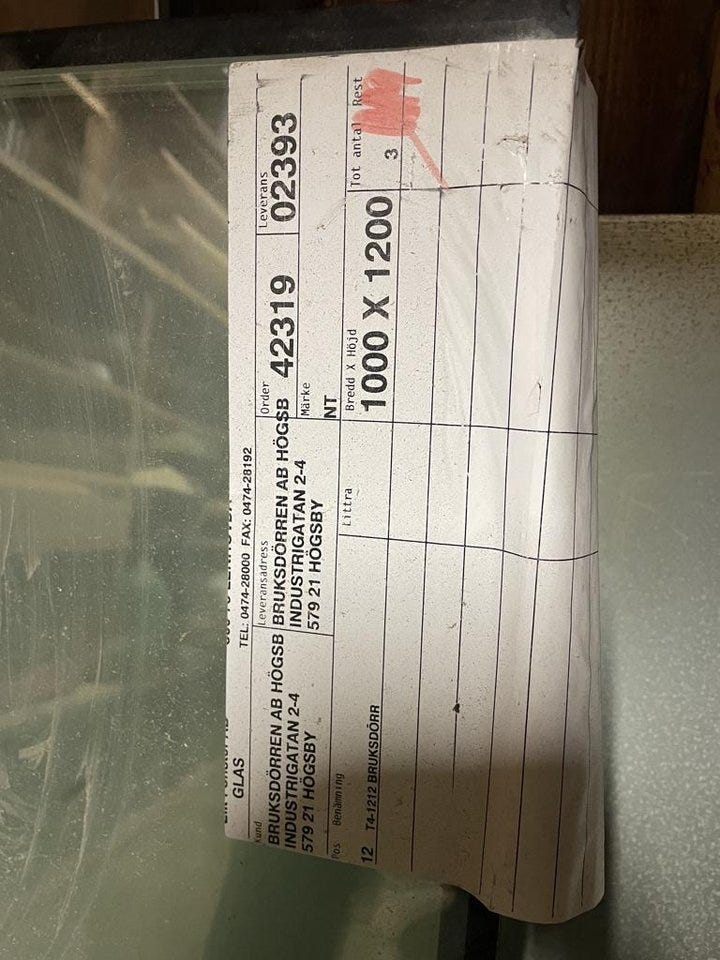 GLAS
TEL: 0474-28000 FAX: 0474-28192
Kund
BRUKSDÖRREN AB HÖGSB
INDUSTRIGATAN 2-4
579 21 HÖGSBY
Leveransadress
BRUKSDÖRREN AB HÖGSB
INDUSTRIGATAN 2-4
579 21 HÖGSBY
Order
42319
Leverans
02393
Märke
NT
Pos Benämning Littra Bredd X Höjd Tot antal Rest
12 T4-1212 BRUKSDÖRR 1000 X 1200 3